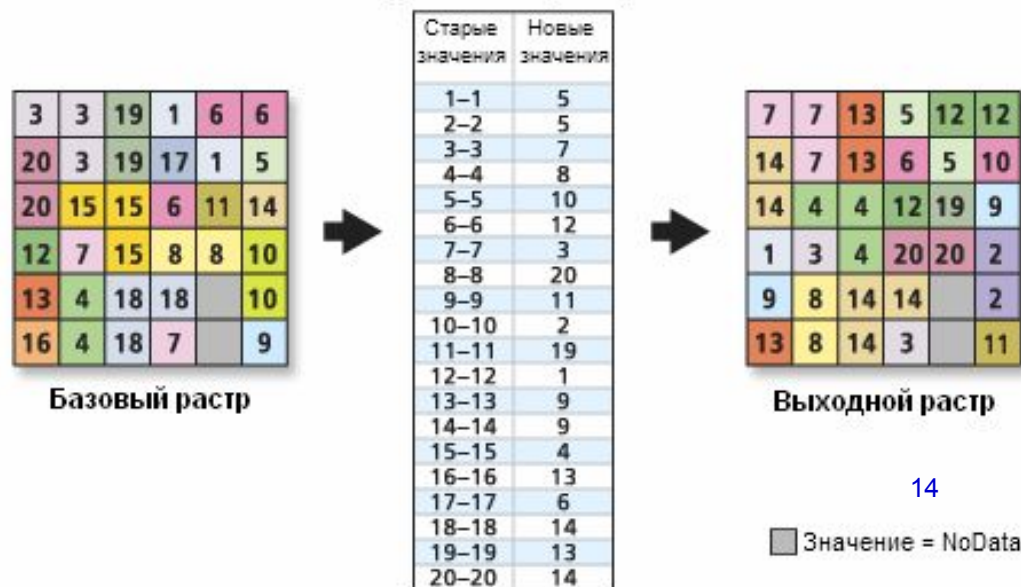 Старые Новые
значения значения
1–1 5
2–2 5
3–3 7
4–4 8
5–5 10
6–6 12
7–7 3
8–8 20
9–9 11
10–10 2
11–11 19
12–12 1
13–13 9
14–14 9
15–15 4
16–16 13
17–17 6
18–18 14
19–19 13
20–20 14
3 3 19 1 6 6
20 3 19 17 1 5
20 15 15 6 11 14
12 7 15 8 8 10
13 4 18 18 10
16 4 18 7 9
Базовый растр
7 7 13 5 12 12
14 7 13 6 5 10
14 4 4 12 19 9
1 3 4 20 20 2
9 8 14 14 2
13 8 14 3 11
Выходной растр
14
Значение = NoData